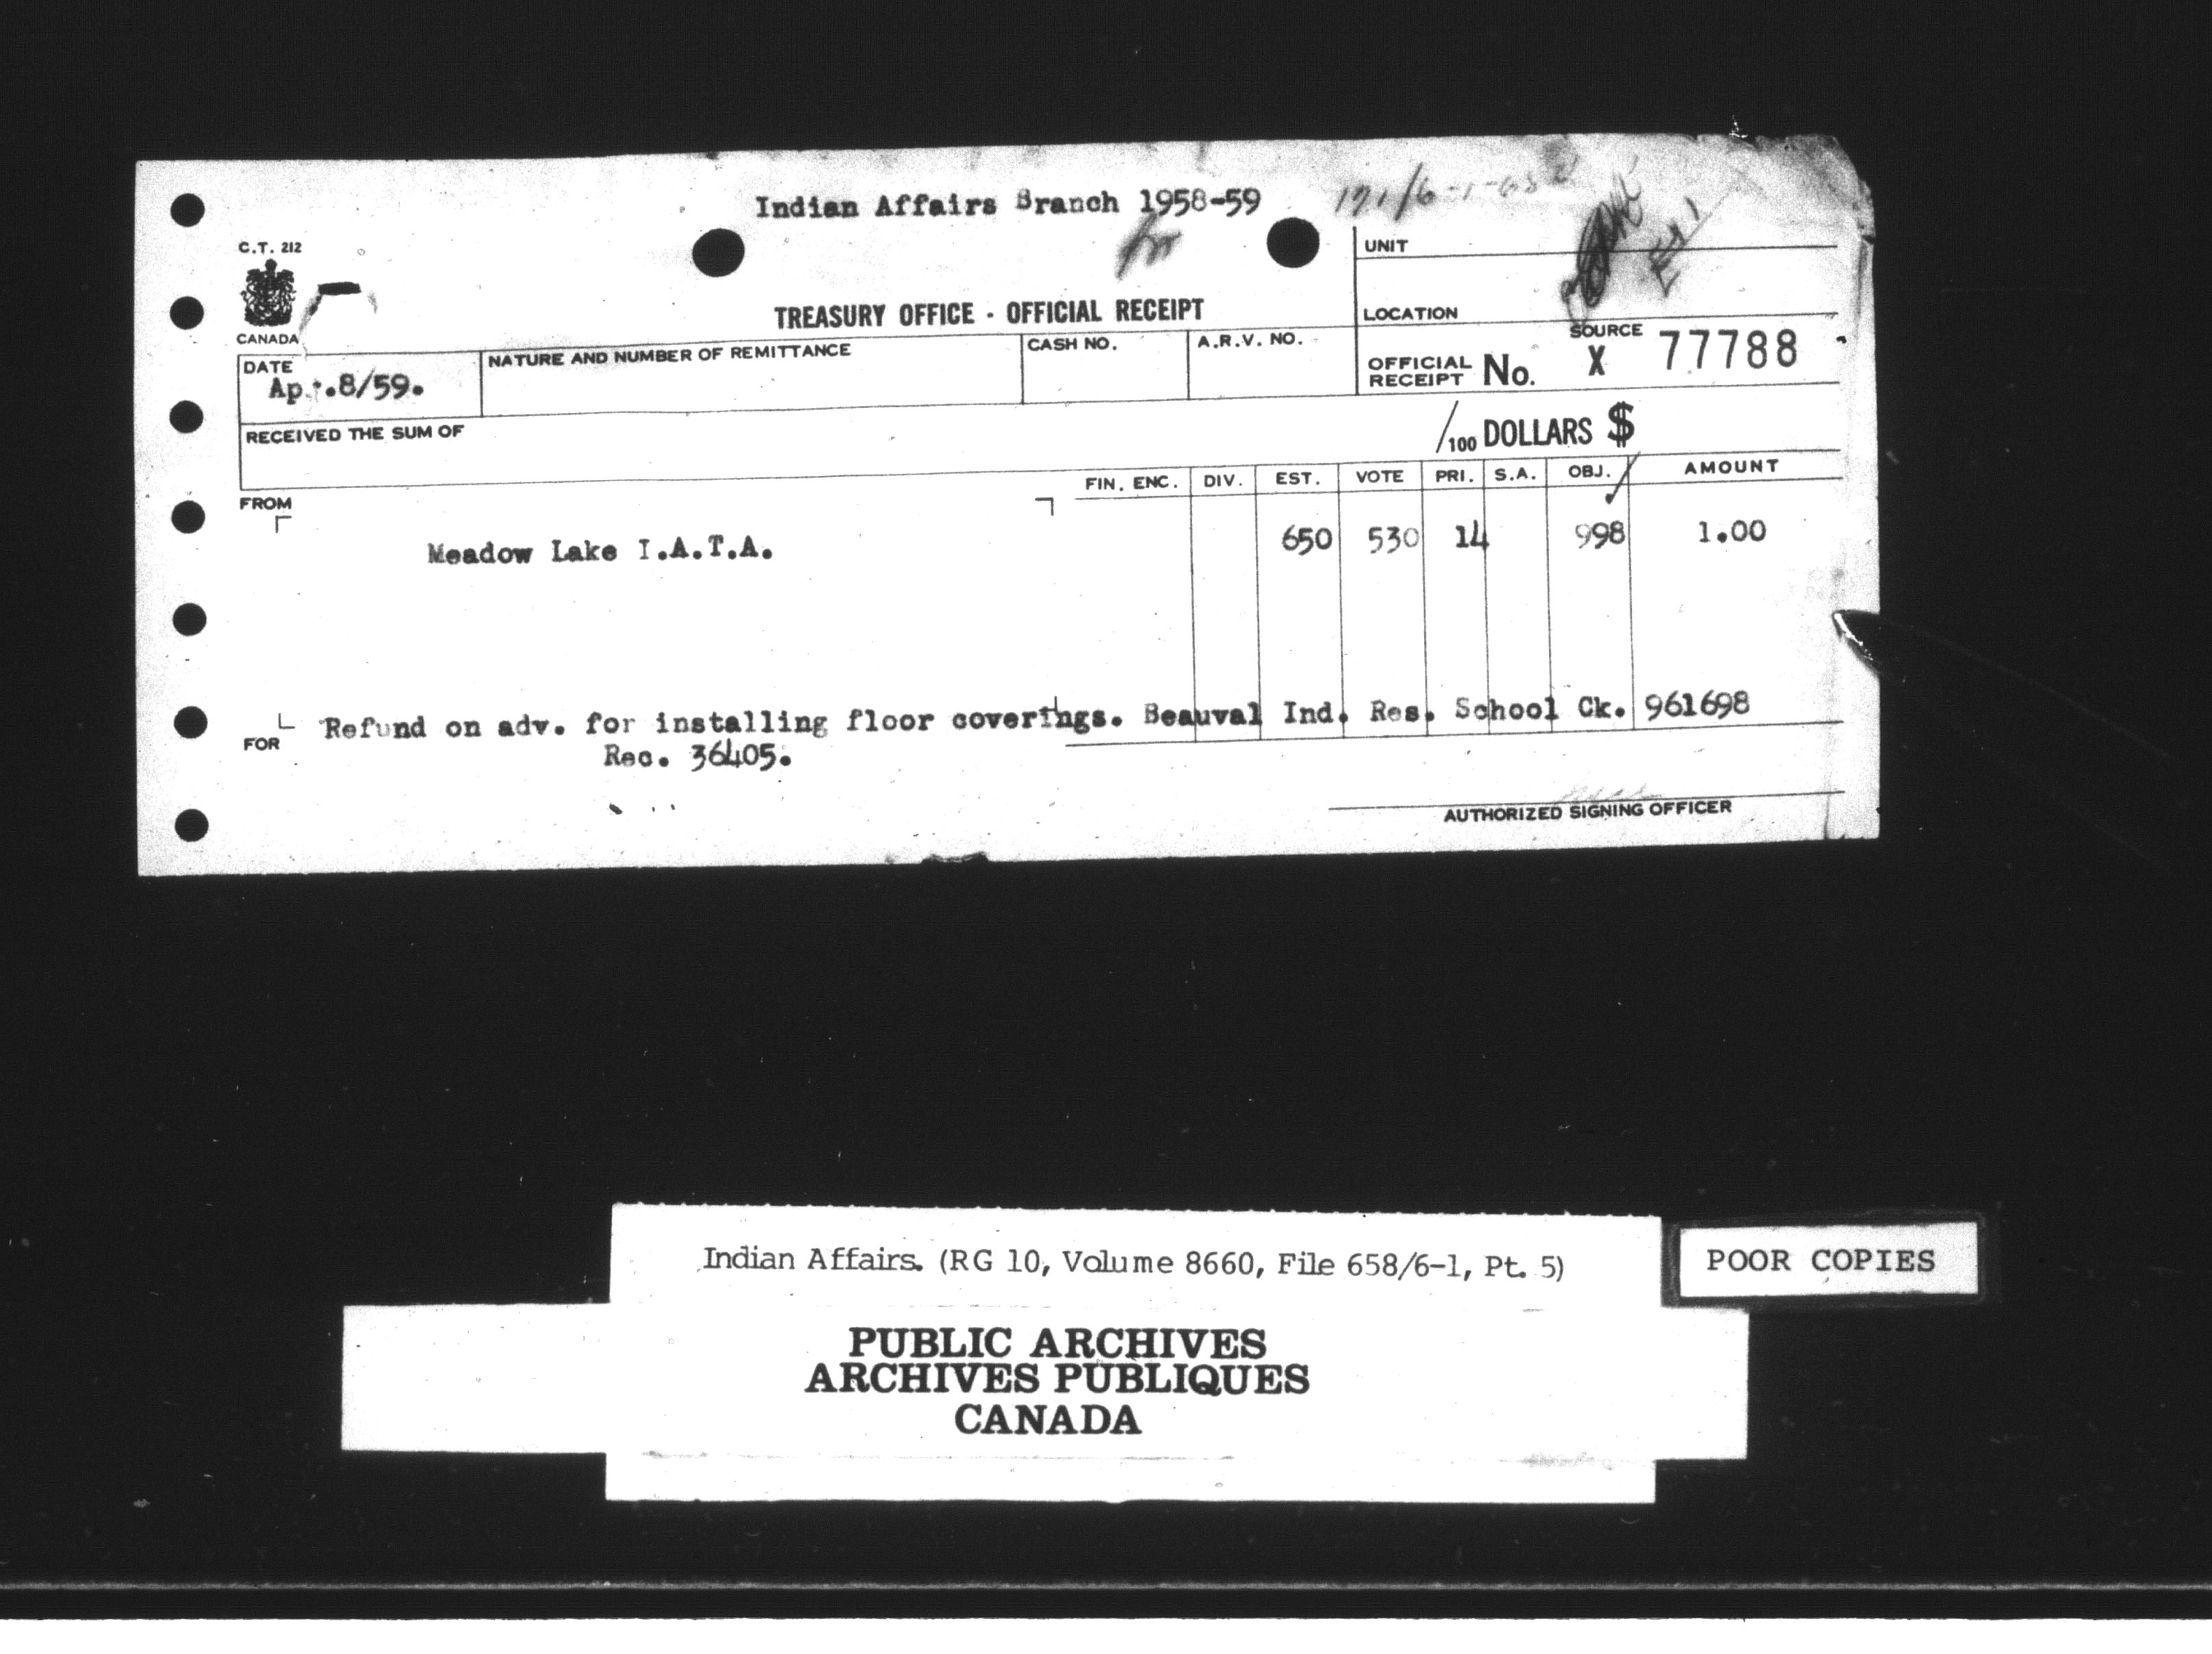 Indian Affairs Branch 1958-59
C.T. 212
CANADA
UNIT
LOCATION
TREASURY OFFICE - OFFICIAL RECEIPT
SOURCE
OFFICIAL RECEIPT No. X 77788
DATE
Ap .8/59.
NATURE AND NUMBER OF REMITTANCE
CASH NO.
A.R.V. NO.
RECEIVED THE SUM OF
/100 DOLLARS $
FROM
FIN. ENC. DIV. EST. VOTE PRI. S.A. OBJ. AMOUNT
Meadow Lake I.A.T.A. 650 530 14 998 1.00
FOR
Refund on adv. for installing floor coverings. Beauval Ind. Res. School Ck. 961698
Rec. 36405.
AUTHORIZED SIGNING OFFICER
Indian Affairs. (RG 10, Volume 8660, File 658/6-1, Pt. 5)
POOR COPIES
PUBLIC ARCHIVES
ARCHIVES PUBLIQUES
CANADA